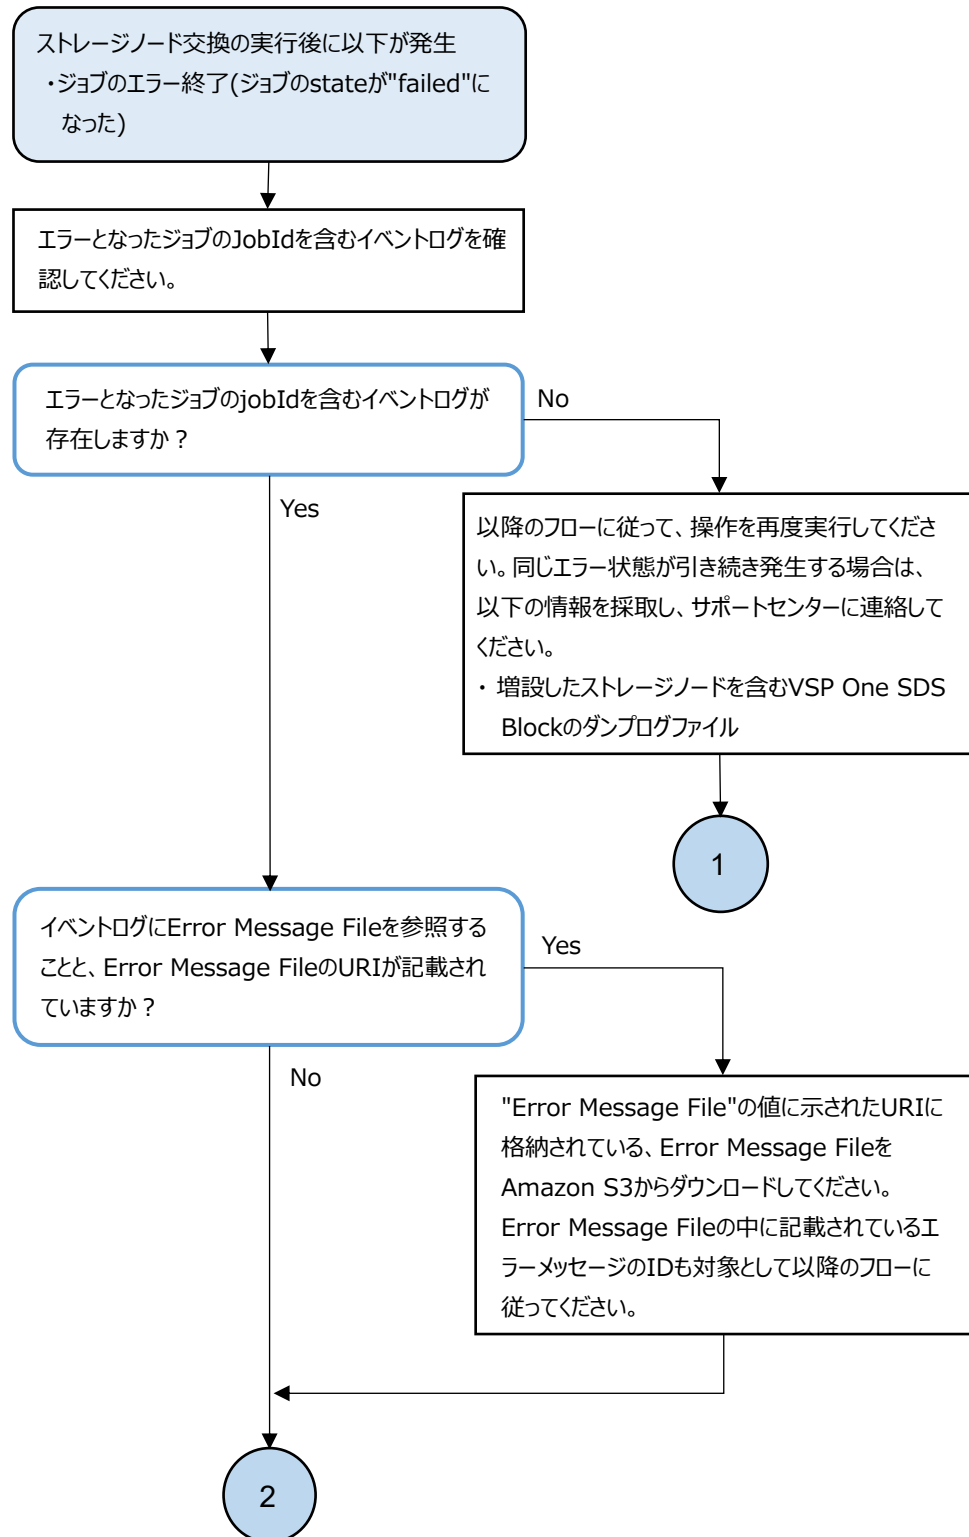 ストレージノード交換の実行後に以下が発生
・ジョブのエラー終了(ジョブのstateが"failed"に
なった)
エラーとなったジョブのJobIdを含むイベントログを確
認してください。
エラーとなったジョブのjobIdを含むイベントログが
存在しますか？
No
Yes
以降のフローに従って、操作を再度実行してくださ
い。同じエラー状態が引き続き発生する場合は、
以下の情報を採取し、サポートセンターに連絡して
ください。
・ 増設したストレージノードを含むVSP One SDS
Blockのダンプログファイル
1
イベントログにError Message Fileを参照する
ことと、Error Message FileのURIが記載され
ていますか？
Yes
No
"Error Message File"の値に示されたURIに
格納されている、Error Message Fileを
Amazon S3からダウンロードしてください。
Error Message Fileの中に記載されているエ
ラーメッセージのIDも対象として以降のフローに
従ってください。
2